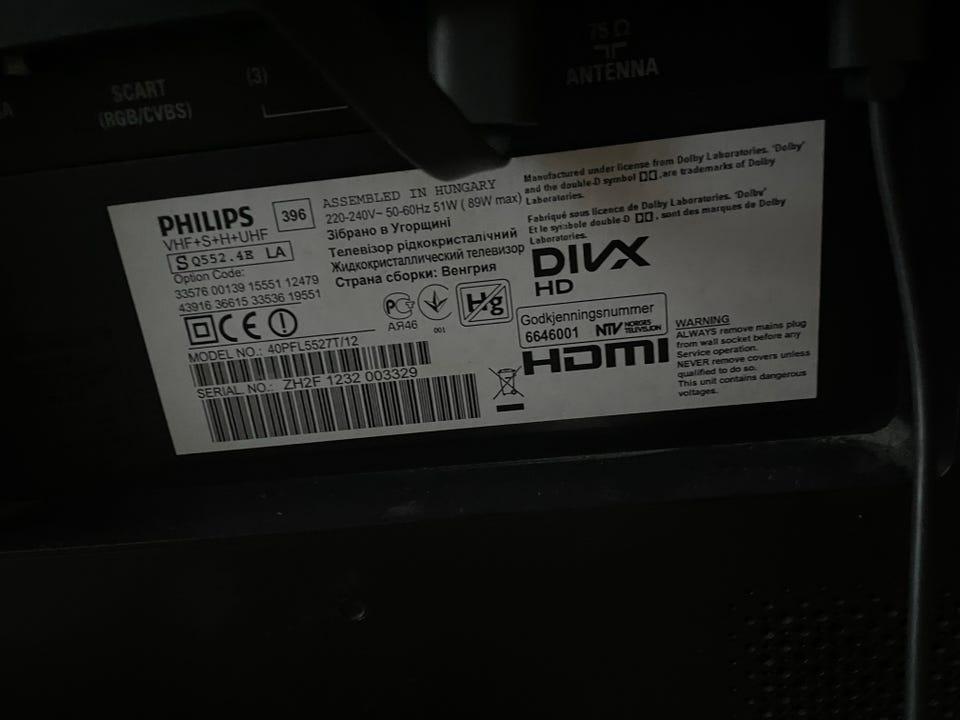 75 Ω
ANTENNA
SCART
(RGB/CVBS)
(3)
PHILIPS
396
VHF+S+H+UHF
S Q552.4E LA
Option Code:
33576 00139 15551 12479
43916 36615 33536 19551
MODEL NO.: 40PFL5527T/12
SERIAL NO.: ZH2F 1232 003329
ASSEMBLED IN HUNGARY
220-240V~ 50-60Hz 51W ( 89W max)
Зібрано в Угорщині
Телевізор рідкокристалічний
Жидкокристаллический телевизор
Страна сборки: Венгрия
АЯ46
001
Hg
Manufactured under license from Dolby Laboratories. 'Dolby'
and the double-D symbol are trademarks of Dolby
Laboratories.
Fabriqué sous licence de Dolby Laboratories. 'Dolby'
Et le symbole double-D , sont des marques de Dolby
Laboratories.
DIVX
HD
Godkjenningsnummer
6646001 NTV NORGES
TELEVISJON
HDMI
WARNING
ALWAYS remove mains plug
from wall socket before any
Service operation.
NEVER remove covers unless
qualified to do so.
This unit contains dangerous
voltages.